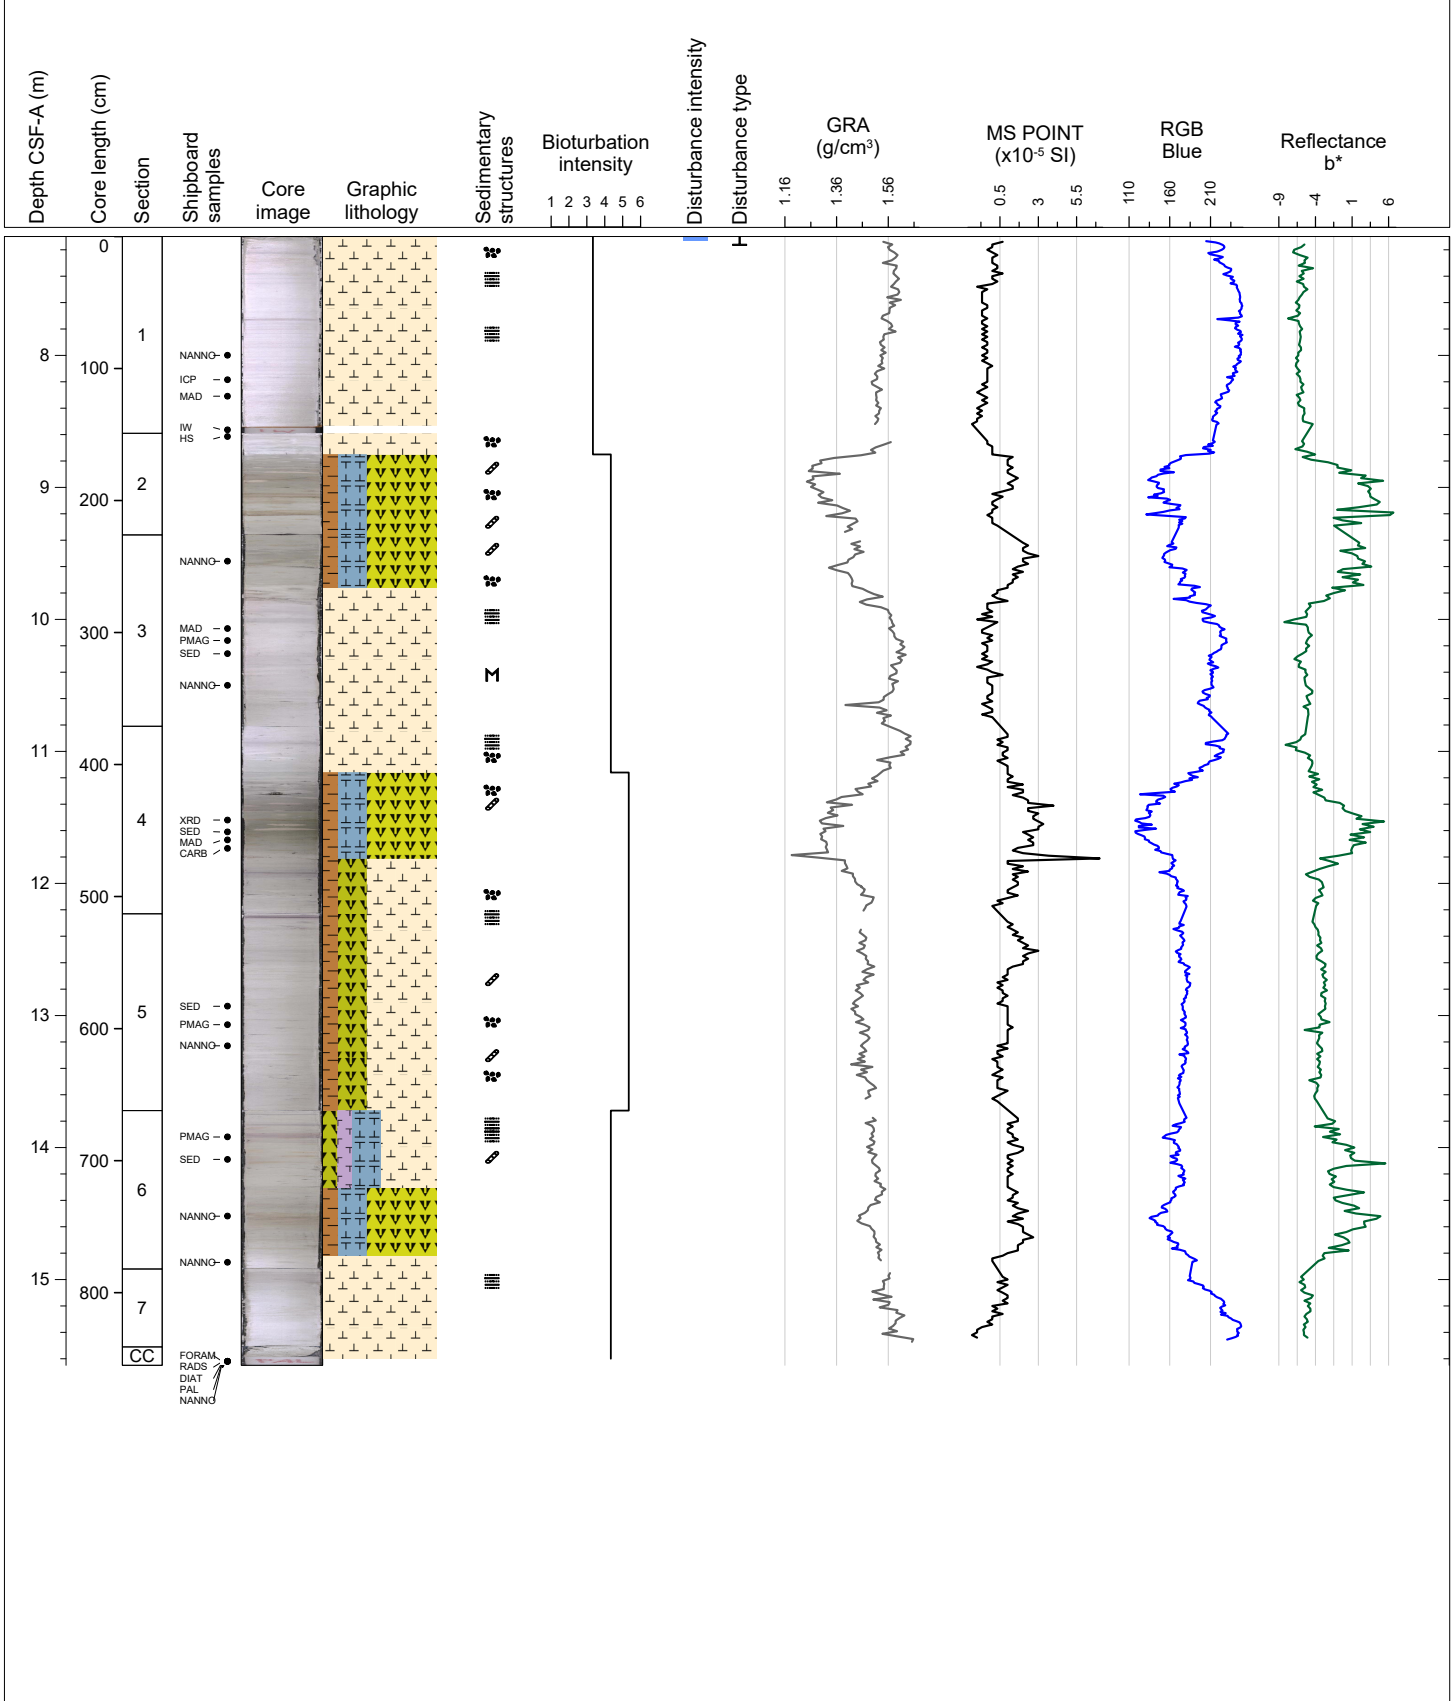 Depth CSF-A (m)
Core length (cm)
Section
Shipboard
samples
Core
image
Graphic
lithology
Sedimentary
structures
Bioturbation
intensity
1 2 3 4 5 6
Disturbance intensity
Disturbance type
GRA
(g/cm³)
1.16 1.36 1.56
MS POINT
(x10⁻⁵ SI)
0.5 3 5.5
RGB
Blue
110 160 210
Reflectance
b*
-9 -4 1 6
0
1
NANNO
8
100
ICP
MAD
IW
HS
2
9
200
NANNO
3
10
MAD
300
PMAG
SED
NANNO
11
400
4
XRD
SED
MAD
CARB
12
500
5
SED
13
PMAG
600
NANNO
PMAG
14
SED
700
6
NANNO
NANNO
15
800
7
CC
FORAM
RADS
DIAT
PAL
NANNO